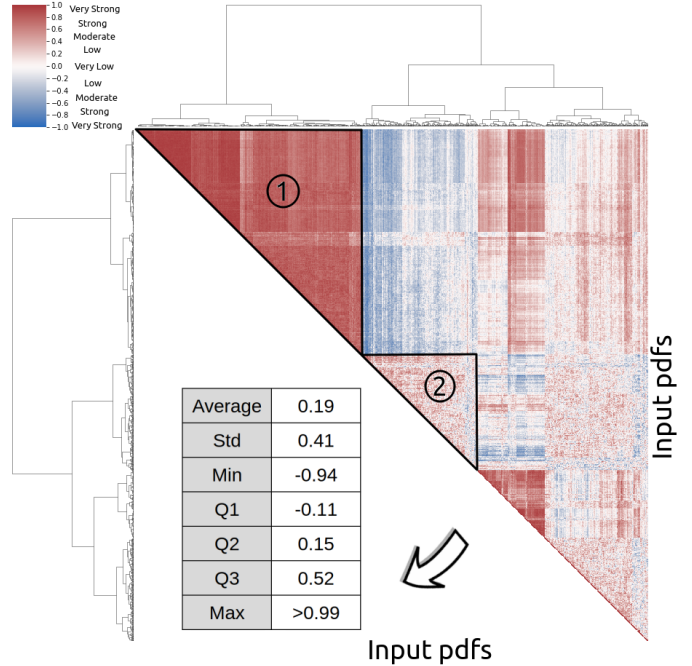 1.0 Very Strong
0.8 Strong
0.6 Moderate
0.4 Low
0.2
0.0 Very Low
−0.2
−0.4 Low
−0.6 Moderate
−0.8 Strong
−1.0 Very Strong
1
2
Input pdfs
Average 0.19
Std 0.41
Min -0.94
Q1 -0.11
Q2 0.15
Q3 0.52
Max >0.99
Input pdfs